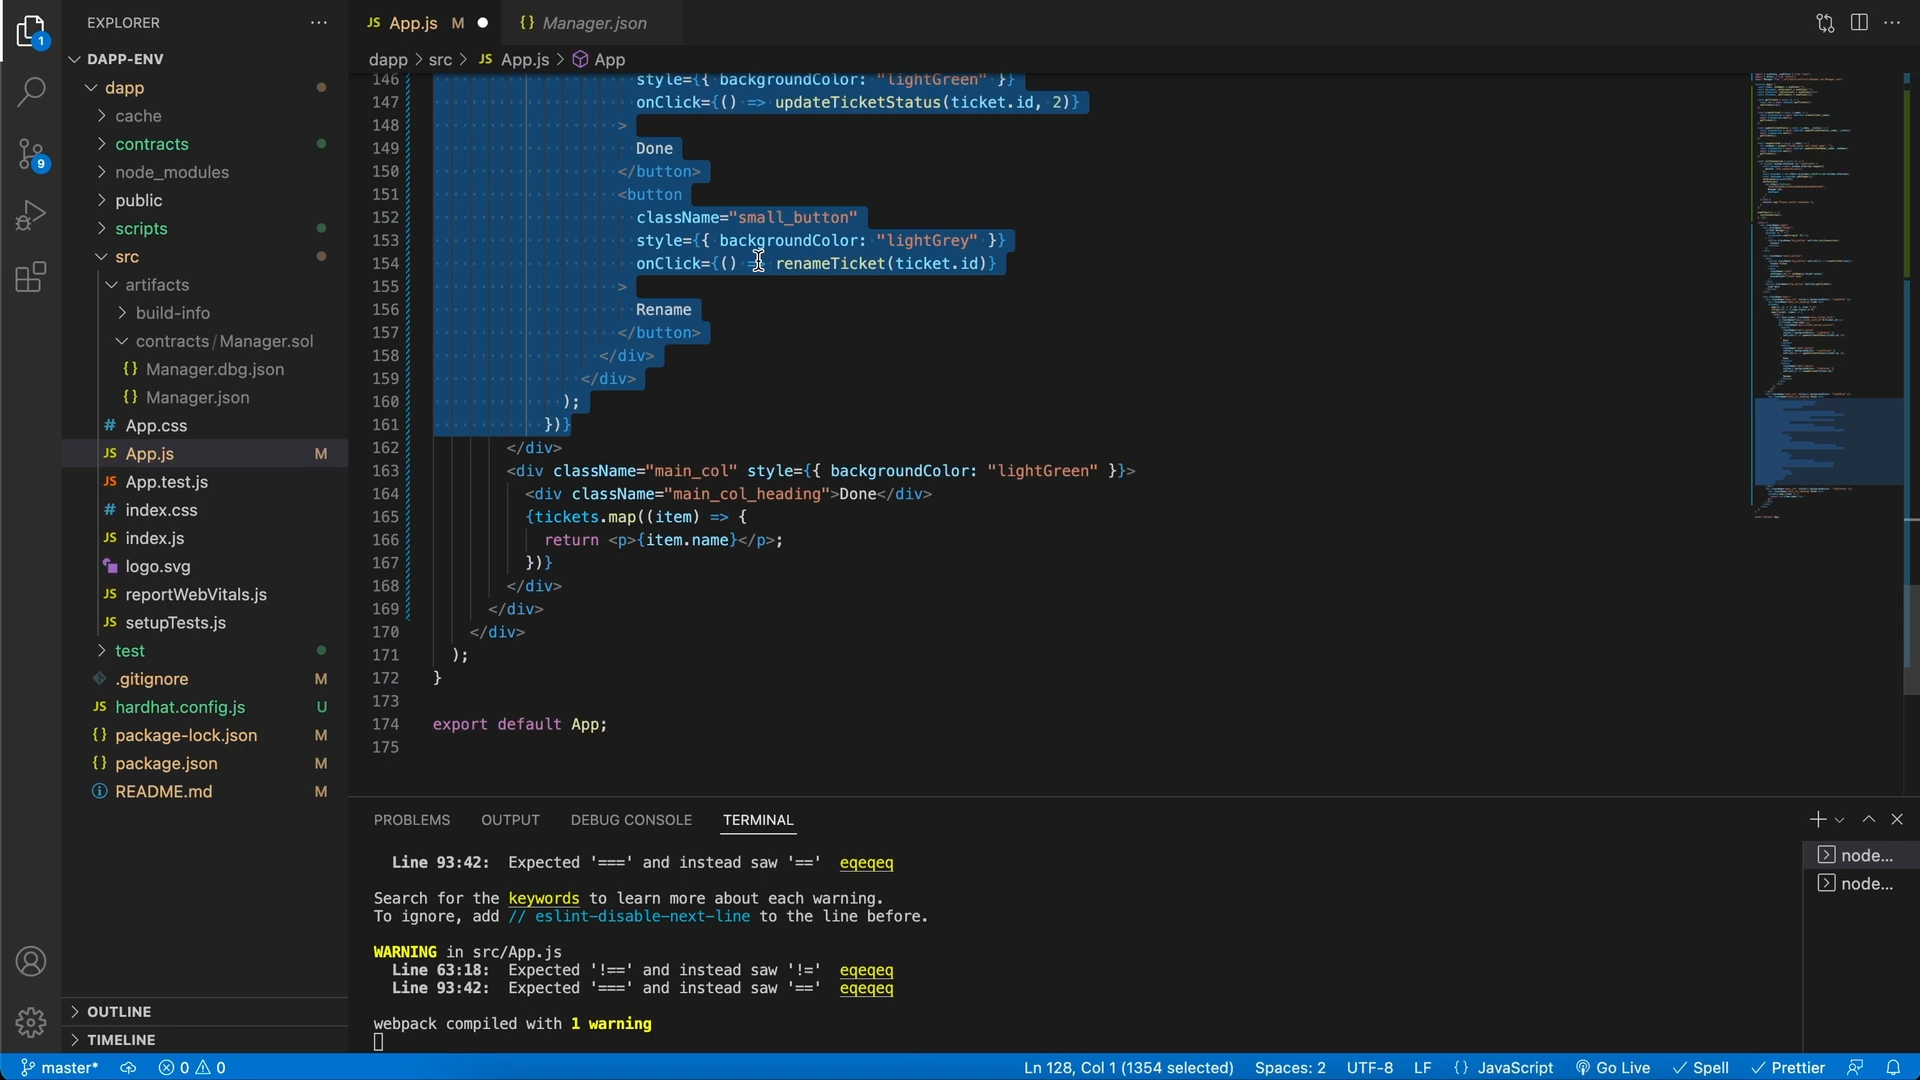 EXPLORER
DAPP-ENV
dapp
cache
contracts
node_modules
public
scripts
src
artifacts
build-info
contracts / Manager.sol
{} Manager.dbg.json
{} Manager.json
# App.css
JS App.js M
JS App.test.js
# index.css
JS index.js
logo.svg
JS reportWebVitals.js
JS setupTests.js
test
.gitignore M
JS hardhat.config.js U
{} package-lock.json M
{} package.json M
README.md M
OUTLINE
TIMELINE
1
9
JS App.js M
{} Manager.json
dapp > src > JS App.js > App
146 style={{ backgroundColor: "lightGreen" }}
147 onClick={() => updateTicketStatus(ticket.id, 2)}
148 >
149 Done
150 </button>
151 <button
152 className="small_button"
153 style={{ backgroundColor: "lightGrey" }}
154 onClick={() => renameTicket(ticket.id)}
155 >
156 Rename
157 </button>
158 </div>
159 </div>
160 );
161 })}
162 </div>
163 <div className="main_col" style={{ backgroundColor: "lightGreen" }}>
164 <div className="main_col_heading">Done</div>
165 {tickets.map((item) => {
166 return <p>{item.name}</p>;
167 })}
168 </div>
169 </div>
170 </div>
171 );
172 }
173
174 export default App;
175
PROBLEMS OUTPUT DEBUG CONSOLE TERMINAL
Line 93:42: Expected '===' and instead saw '==' eqeqeq
Search for the keywords to learn more about each warning.
To ignore, add // eslint-disable-next-line to the line before.
WARNING in src/App.js
Line 63:18: Expected '!==' and instead saw '!=' eqeqeq
Line 93:42: Expected '===' and instead saw '==' eqeqeq
webpack compiled with 1 warning
node...
node...
master* 0 0 Ln 128, Col 1 (1354 selected) Spaces: 2 UTF-8 LF {} JavaScript Go Live Spell Prettier